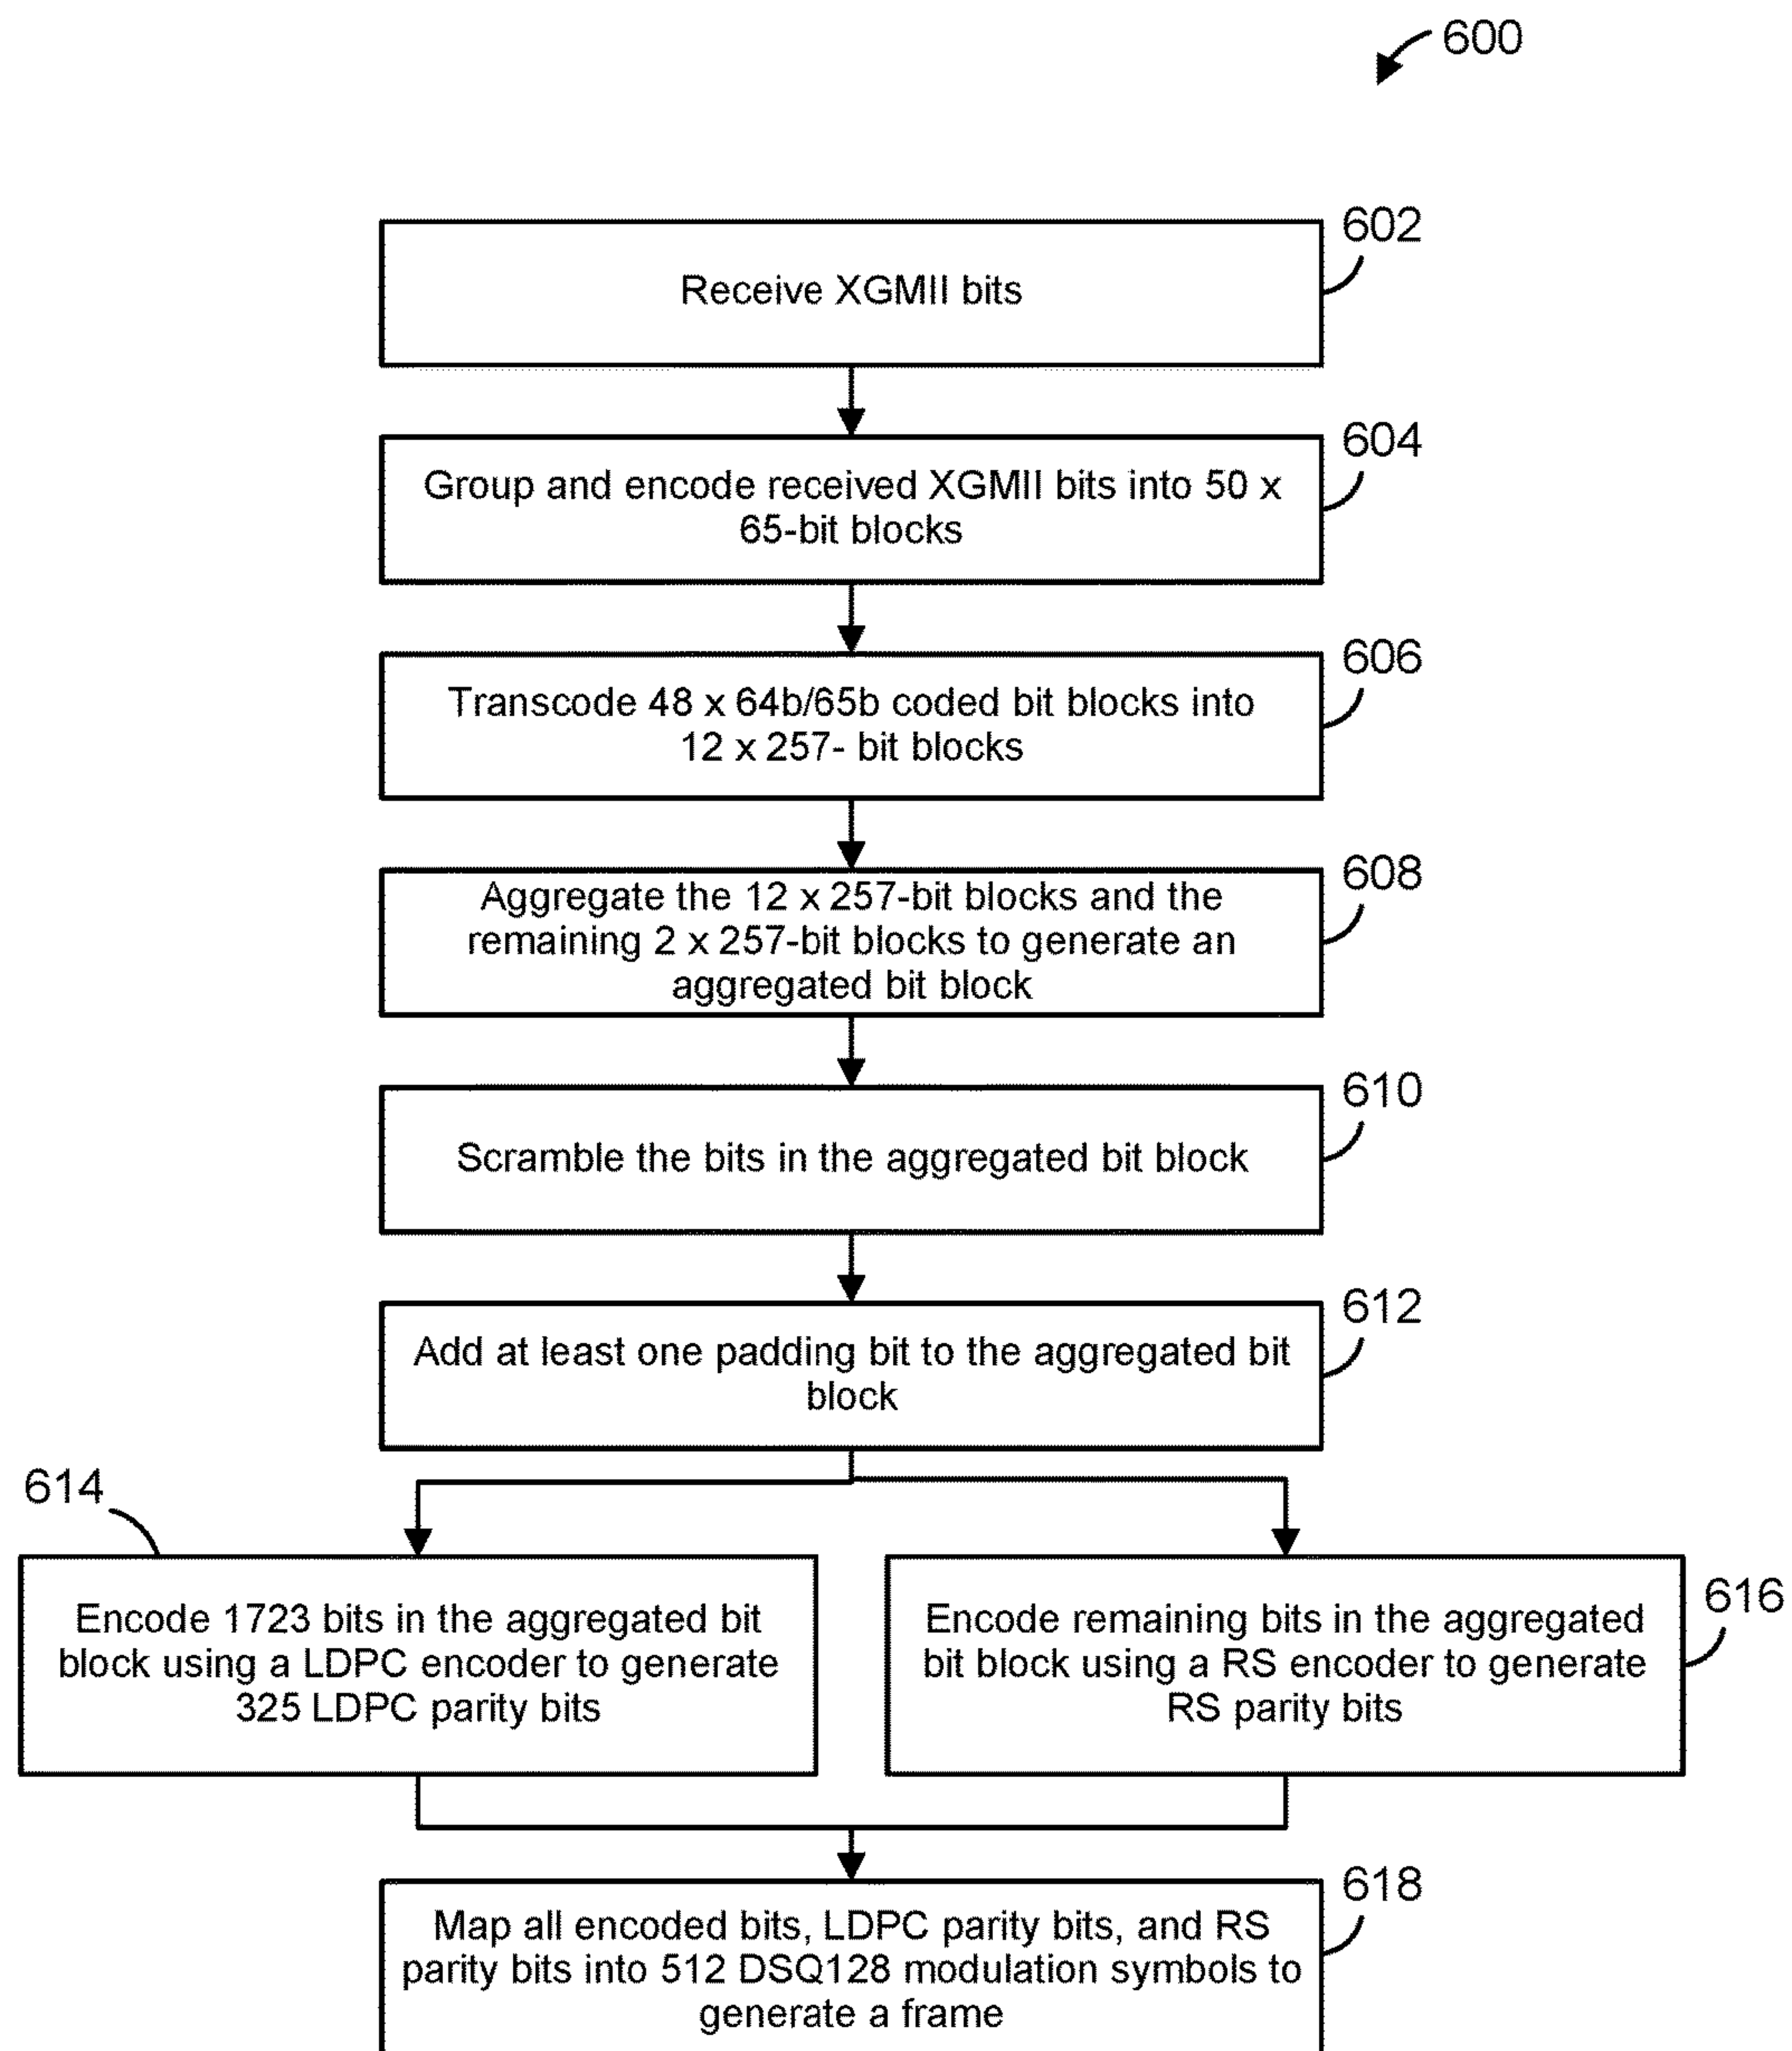 600
602
Receive XGMII bits
604
Group and encode received XGMII bits into 50 x
65-bit blocks
606
Transcode 48 x 64b/65b coded bit blocks into
12 x 257- bit blocks
608
Aggregate the 12 x 257-bit blocks and the
remaining 2 x 257-bit blocks to generate an
aggregated bit block
610
Scramble the bits in the aggregated bit block
612
Add at least one padding bit to the aggregated bit
block
614
Encode 1723 bits in the aggregated bit
block using a LDPC encoder to generate
325 LDPC parity bits
616
Encode remaining bits in the aggregated
bit block using a RS encoder to generate
RS parity bits
618
Map all encoded bits, LDPC parity bits, and RS
parity bits into 512 DSQ128 modulation symbols to
generate a frame